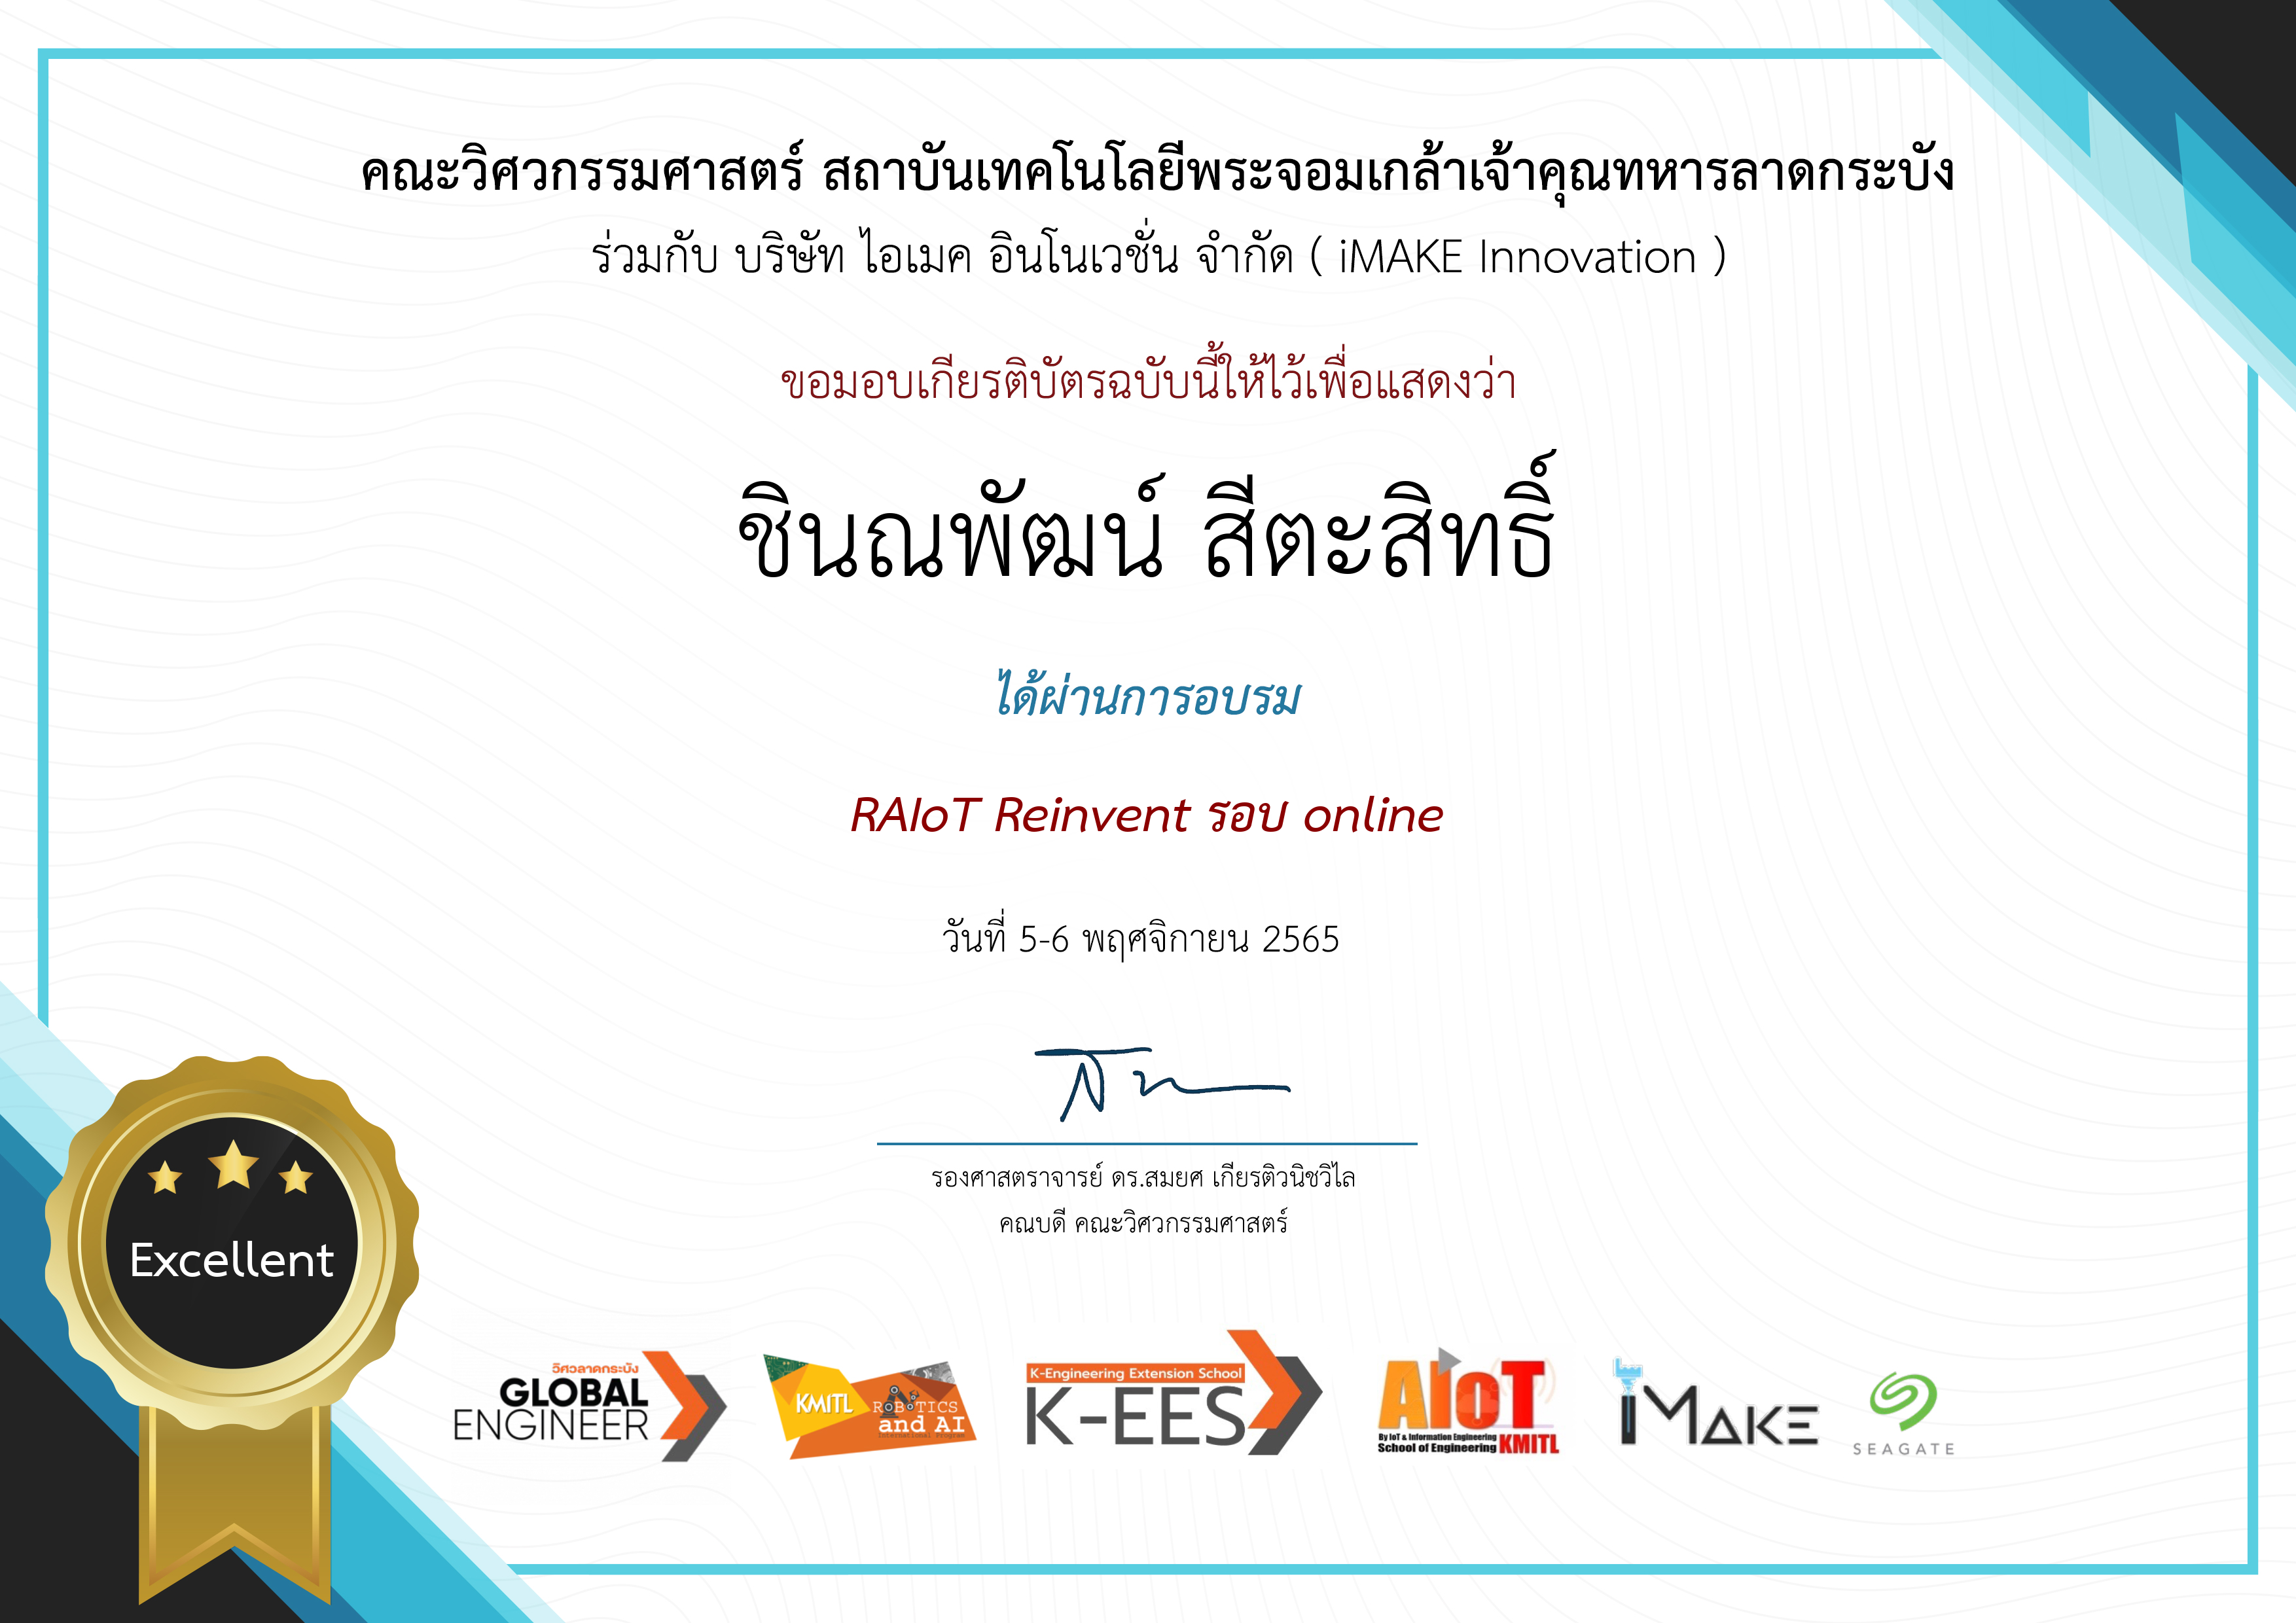 คณะวิศวกรรมศาสตร์ สถาบันเทคโนโลยีพระจอมเกล้าเจ้าคุณทหารลาดกระบัง
ร่วมกับ บริษัท ไอเมค อินโนเวชั่น จำกัด ( iMAKE Innovation )
ขอมอบเกียรติบัตรฉบับนี้ให้ไว้เพื่อแสดงว่า
ชินณพัฒน์ สีตะสิทธิ์
ได้ผ่านการอบรม
RAIoT Reinvent รอบ online
วันที่ 5-6 พฤศจิกายน 2565
รองศาสตราจารย์ ดร.สมยศ เกียรติวนิชวิไล
คณบดี คณะวิศวกรรมศาสตร์
Excellent
วิศวลาดกระบัง
GLOBAL
ENGINEER
KMITL
ROBOTICS
and AI
International Program
K-Engineering Extension School
K-EES
AIoT
By IoT & Information Engineering
School of Engineering KMITL
iMAKE
SEAGATE